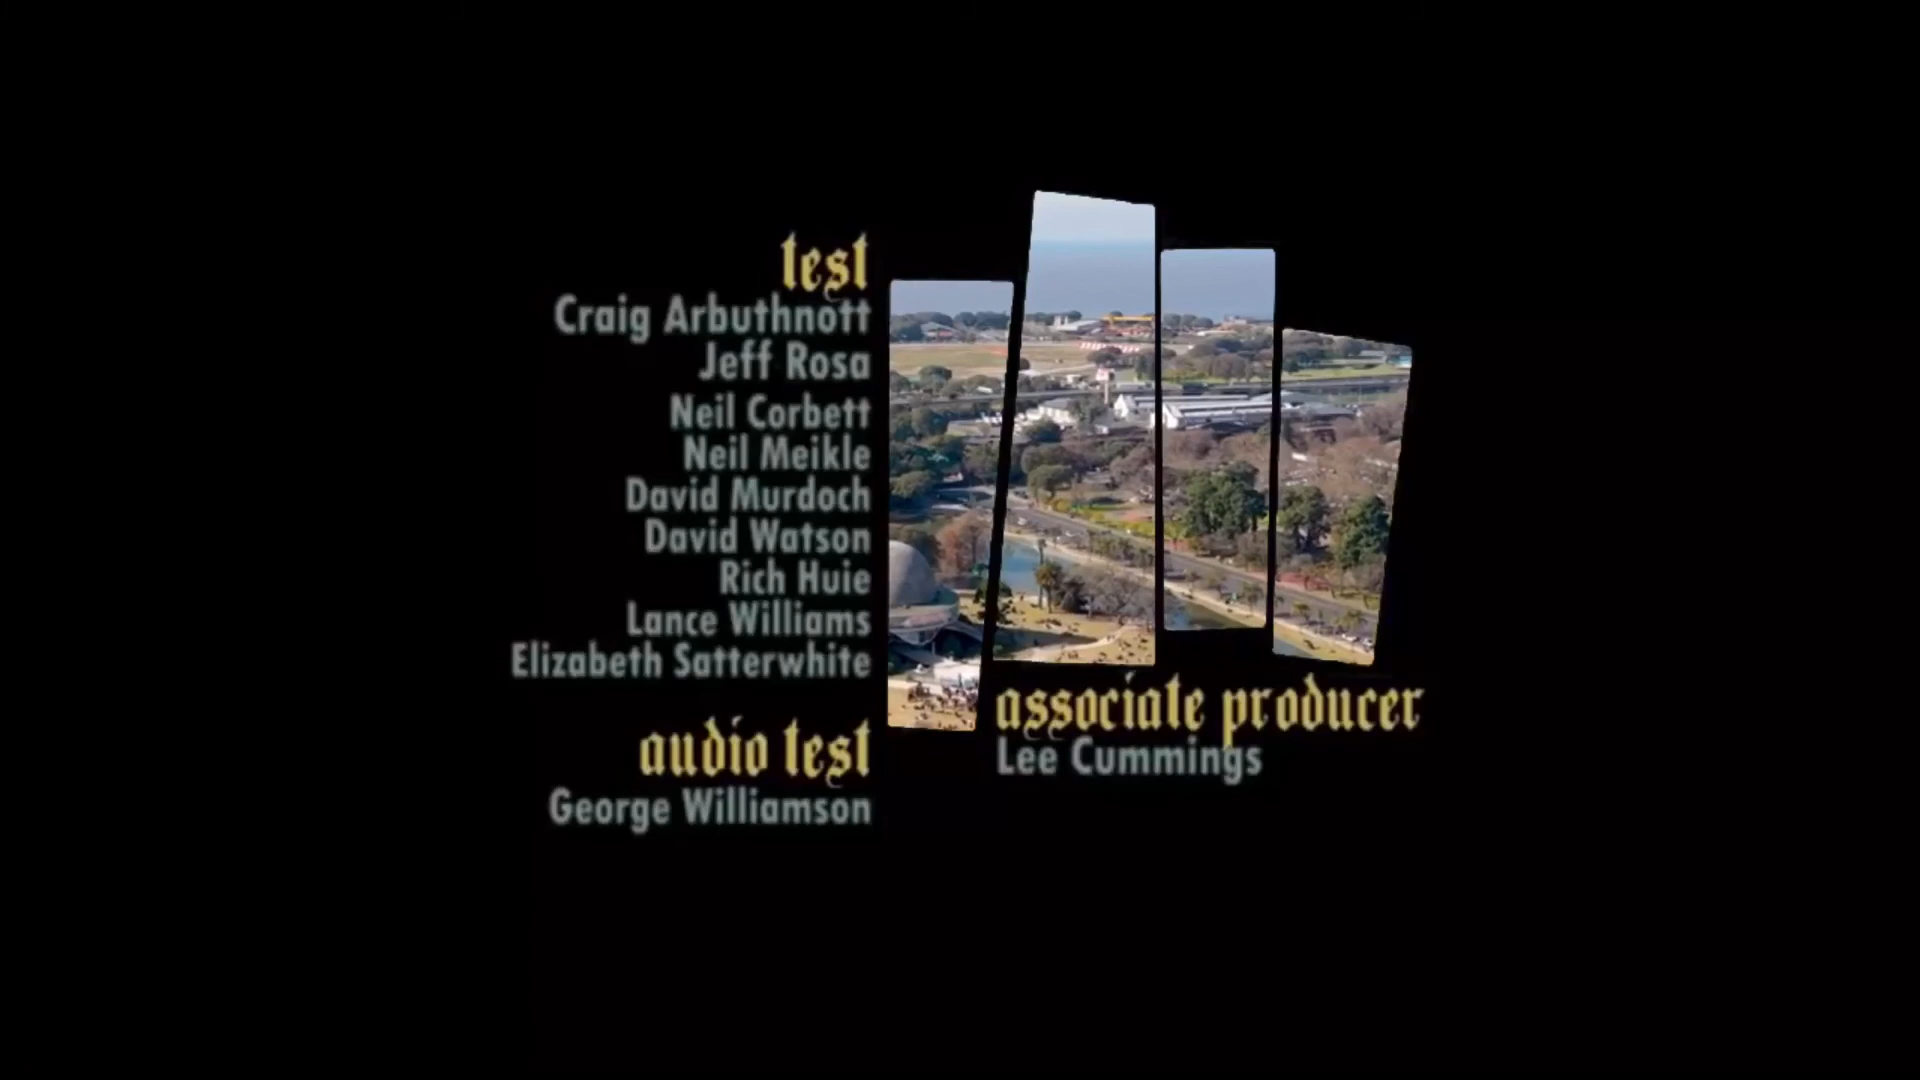 test
Craig Arbuthnott
Jeff Rosa
Neil Corbett
Neil Meikle
David Murdoch
David Watson
Rich Huie
Lance Williams
Elizabeth Satterwhite
audio test
George Williamson
associate producer
Lee Cummings